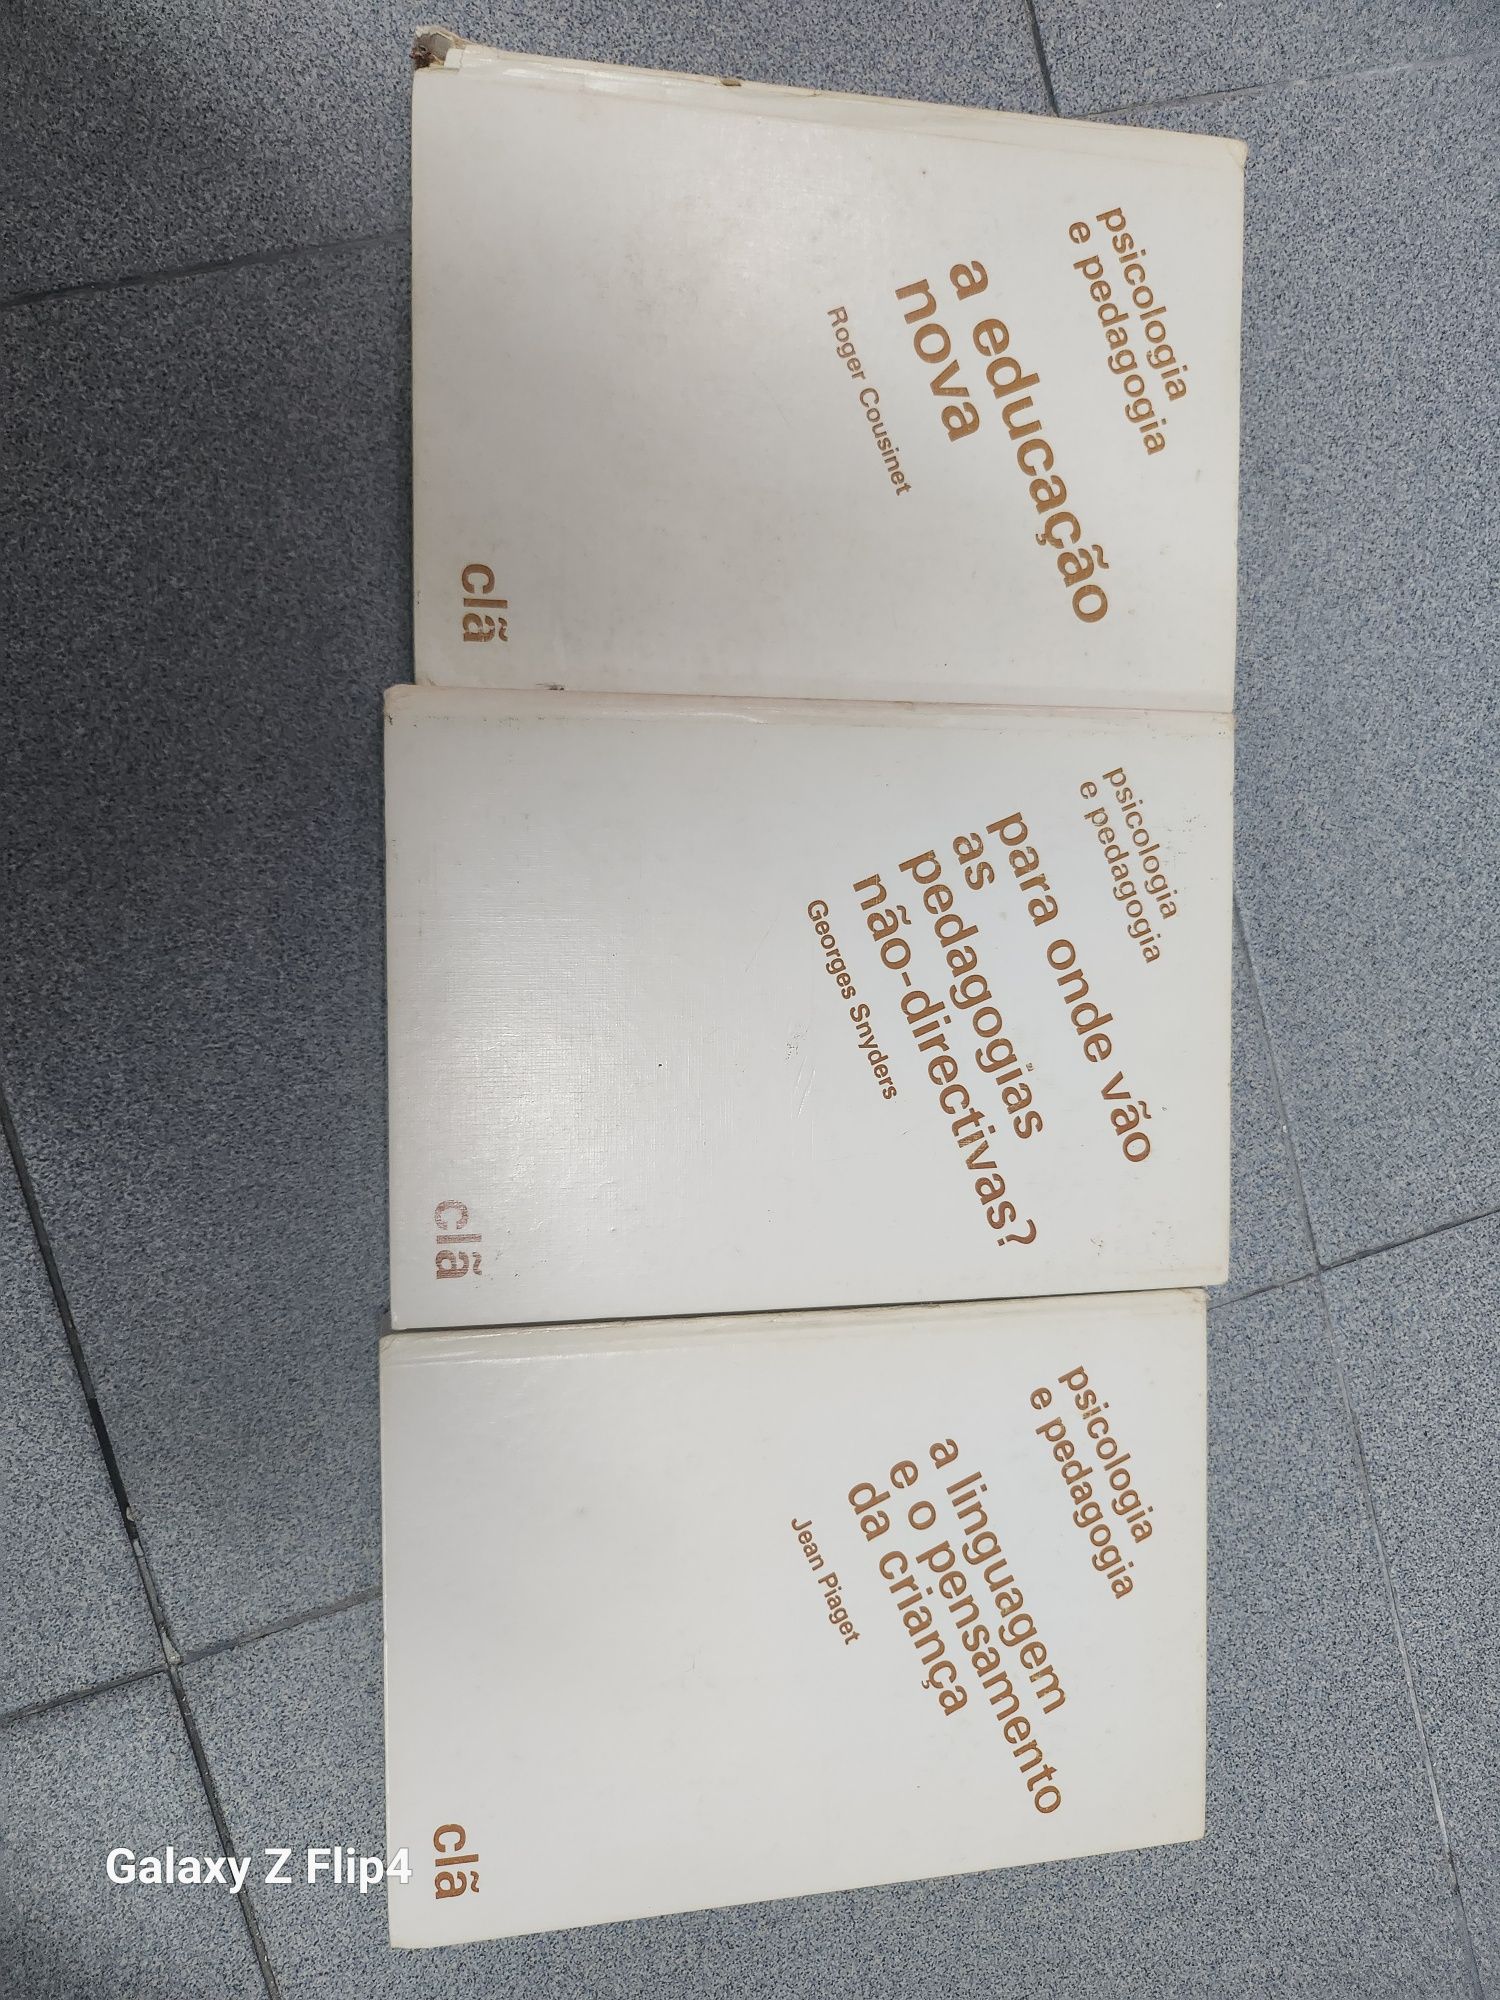 psicologia
e pedagogia
a educação
nova
Roger Cousinet
clã
psicologia
e pedagogia
para onde vão
as
pedagogias
não-directivas?
Georges Snyders
clã
psicologia
e pedagogia
a linguagem
e o pensamento
da criança
Jean Piaget
clã
Galaxy Z Flip4